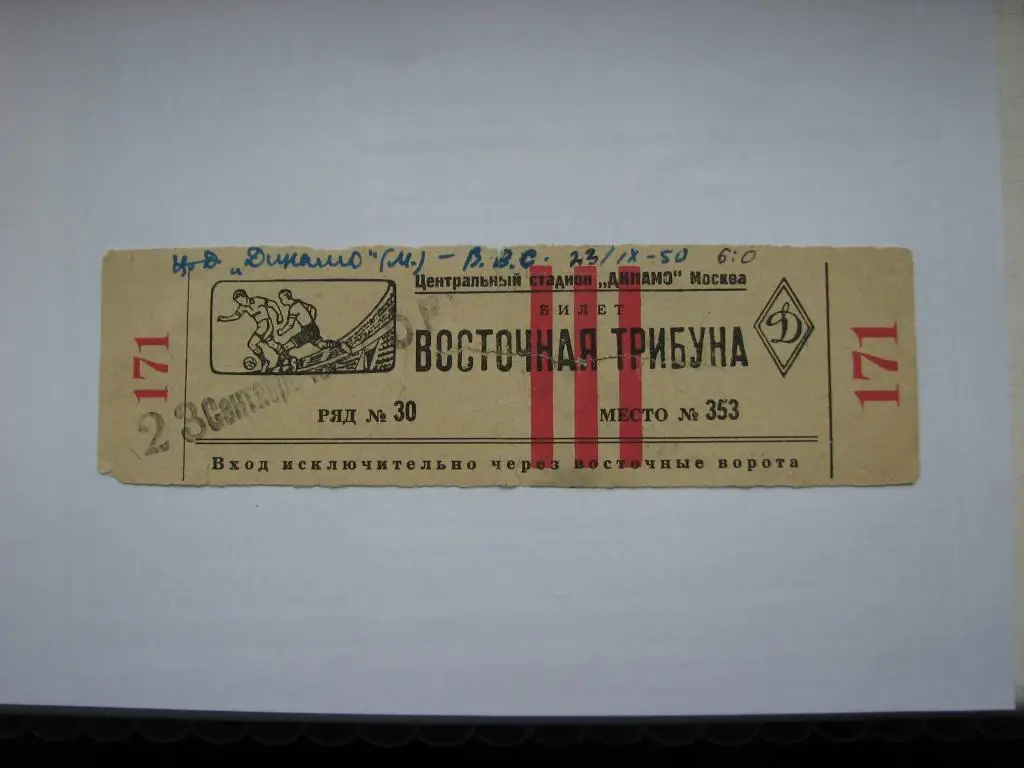 „Динамо" (М.) – В.В.С. 23/IX-50 6:0
Центральный стадион „ДИНАМО" Москва
БИЛЕТ
ВОСТОЧНАЯ ТРИБУНА
Д
171
171
23 Сентябр
РЯД № 30 МЕСТО № 353
Вход исключительно через восточные ворота